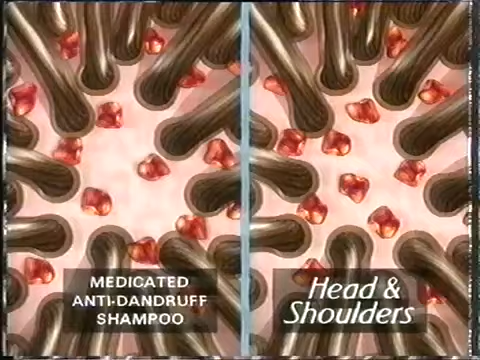 MEDICATED
ANTI-DANDRUFF
SHAMPOO
Head &
Shoulders